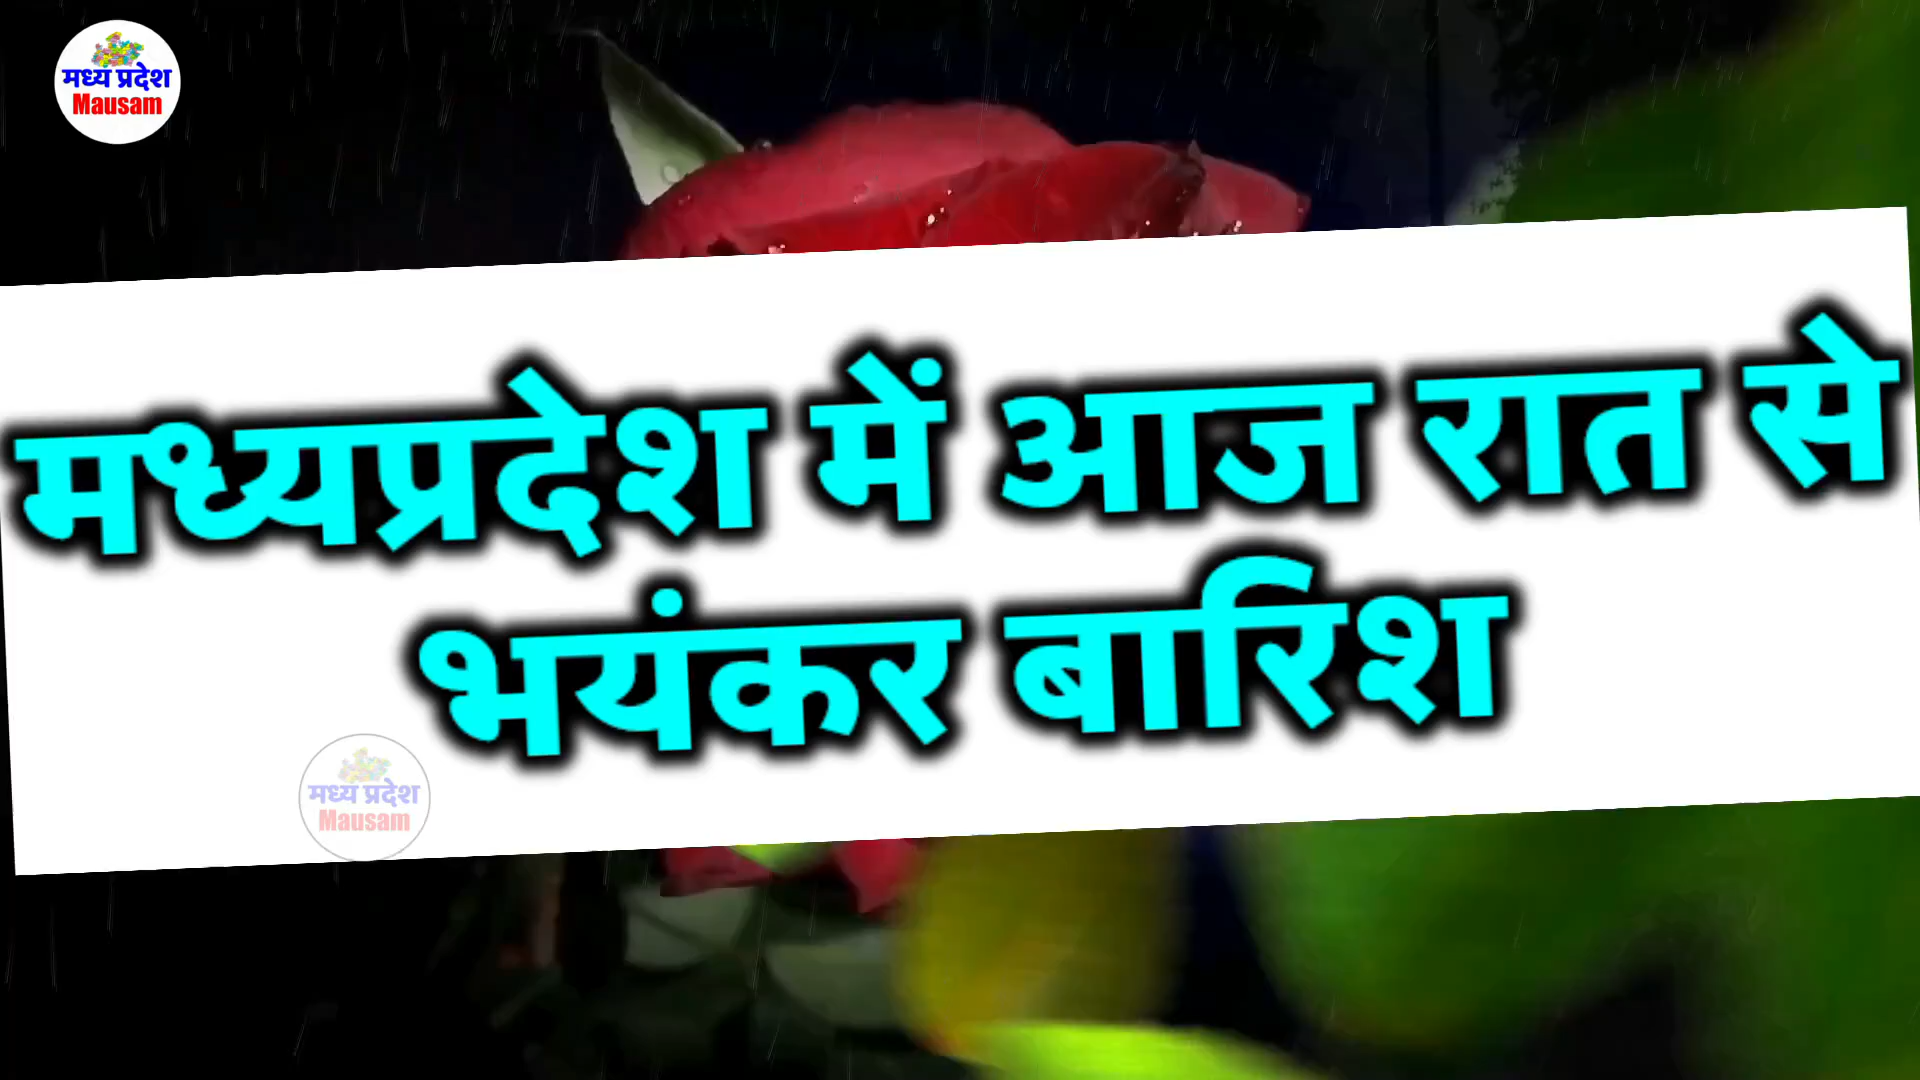 मध्य प्रदेश
Mausam
मध्यप्रदेश में आज रात से
भयंकर बारिश
मध्य प्रदेश
Mausam